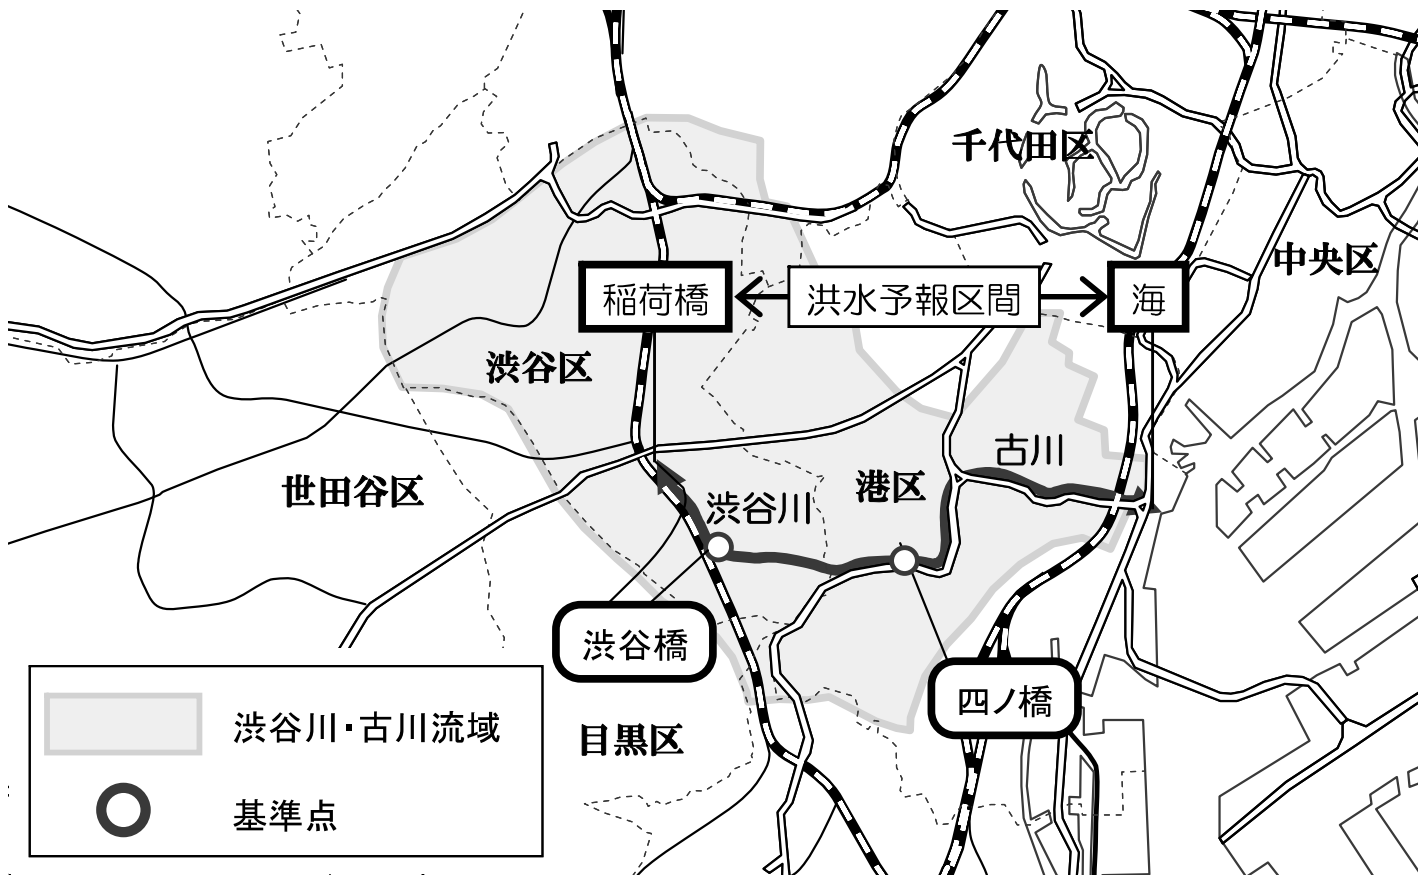 千代田区
中央区
稲荷橋
洪水予報区間
海
渋谷区
古川
世田谷区
港区
渋谷川
渋谷橋
四ノ橋
目黒区
渋谷川・古川流域
基準点